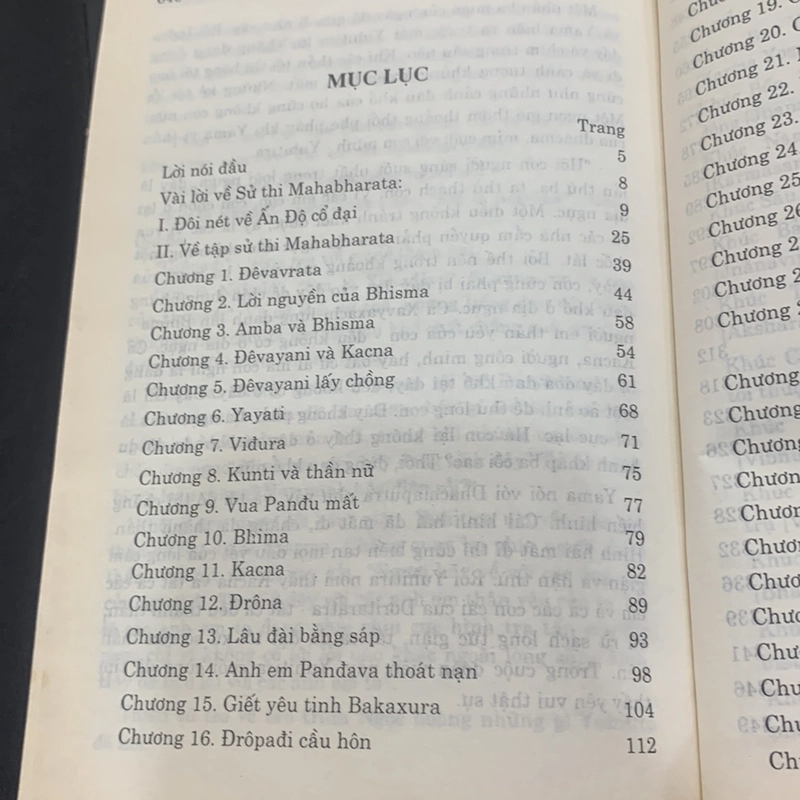 MỤC LỤC
Trang
Lời nói đầu 5
Vài lời về Sử thi Mahabharata: 8
I. Đôi nét về Ấn Độ cổ đại 9
II. Về tập sử thi Mahabharata 25
Chương 1. Đêvavrata 39
Chương 2. Lời nguyền của Bhisma 44
Chương 3. Amba và Bhisma 58
Chương 4. Đêvayani và Kacna 54
Chương 5. Đêvayani lấy chồng 61
Chương 6. Yayati 68
Chương 7. Viđura 71
Chương 8. Kunti và thần nữ 75
Chương 9. Vua Panđu mất 77
Chương 10. Bhima 79
Chương 11. Kacna 82
Chương 12. Đrôna 89
Chương 13. Lâu đài bằng sáp 93
Chương 14. Anh em Panđava thoát nạn 98
Chương 15. Giết yêu tinh Bakaxura 104
Chương 16. Đrôpađi cầu hôn 112
Chương 19.
Chương 20.
Chương 21.
Chương 22.
Chương 23.
Chương 24
Chương 25
Chương 26
Chương
Chương
Chương
Chương
Chương